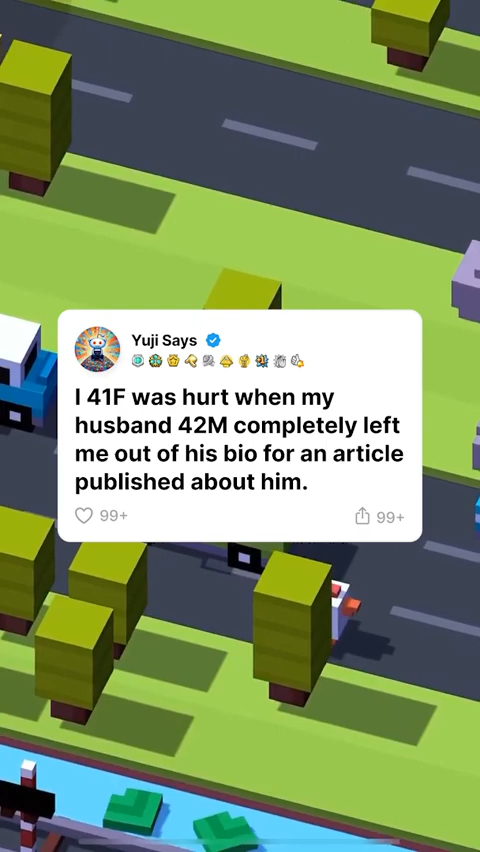 Yuji Says
I 41F was hurt when my
husband 42M completely left
me out of his bio for an article
published about him.
99+
99+